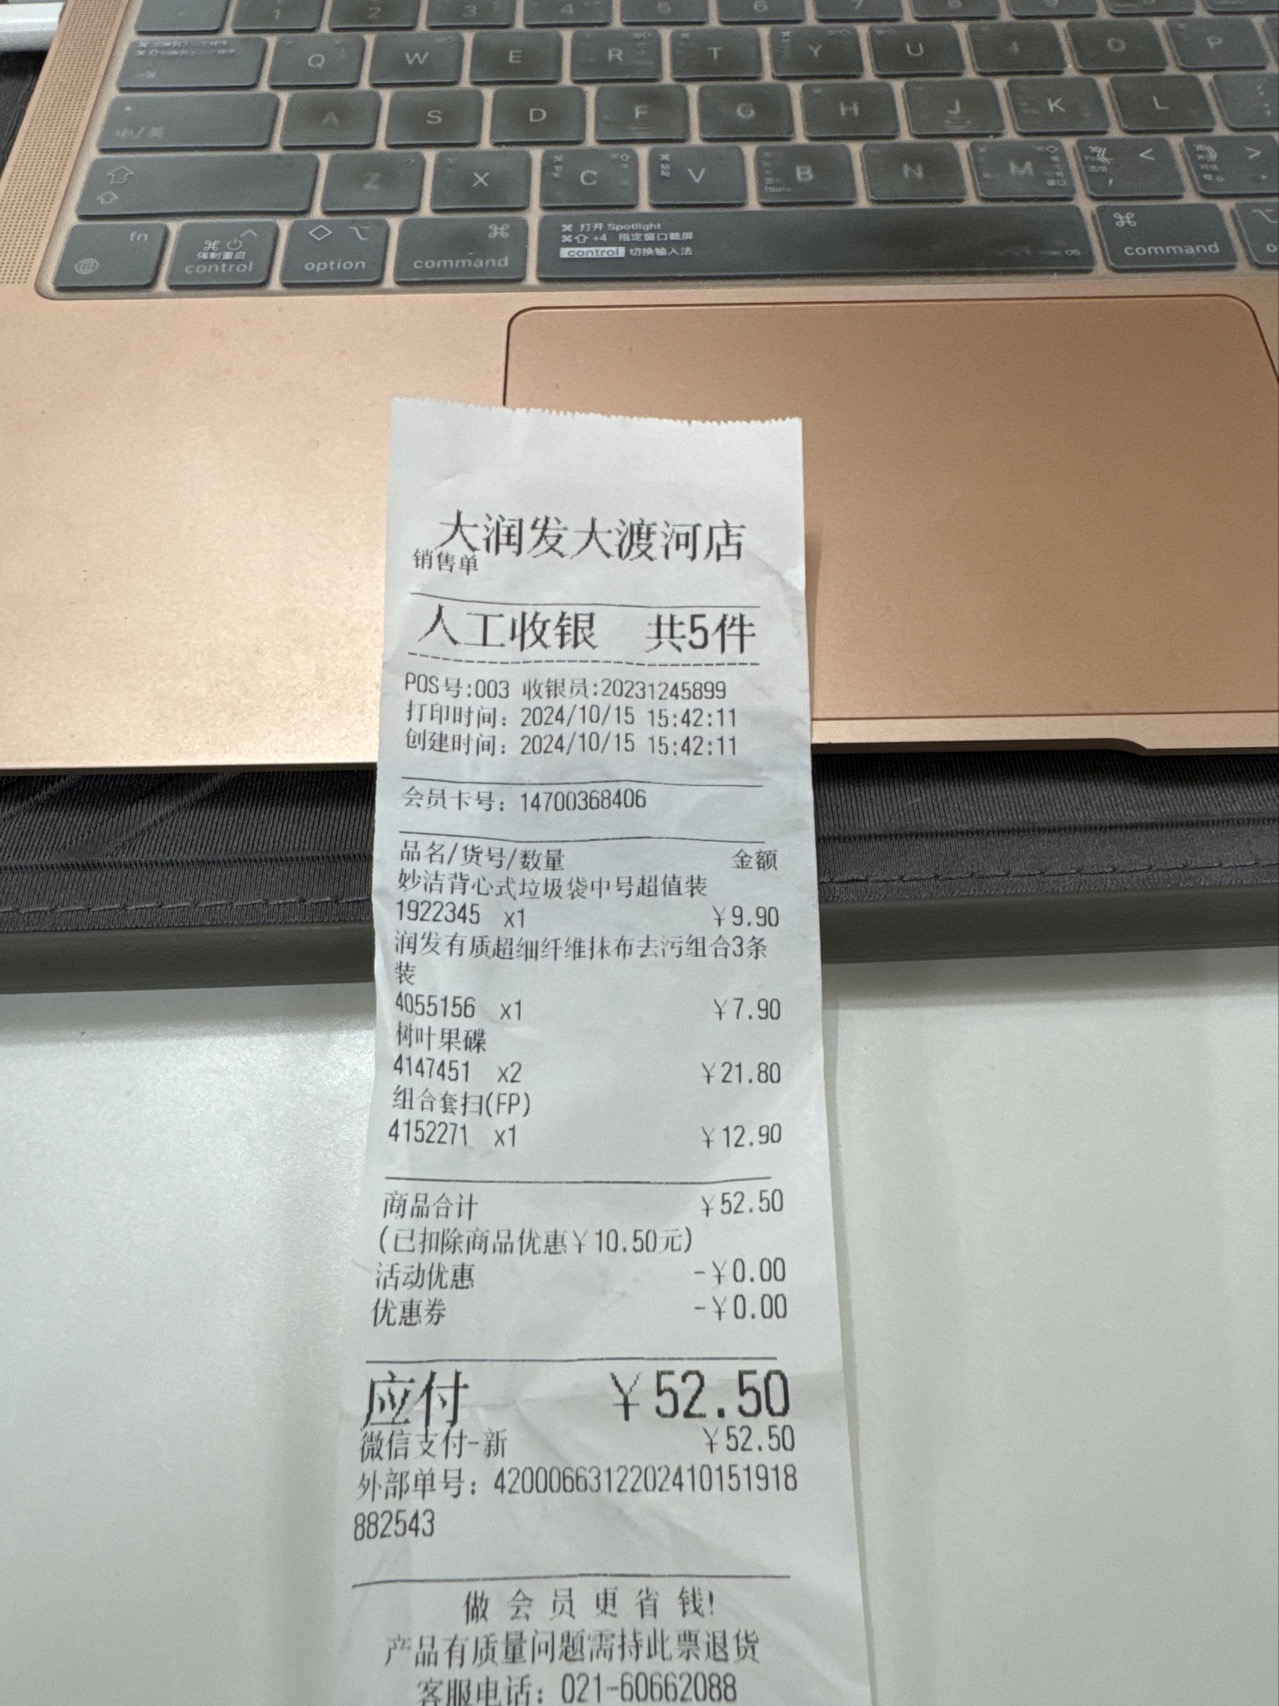 Q W E R T Y U I O P
中/英 A S D F G H J K L
Z X C V B N M < >
fn 强制重启 control option command
打开 Spotlight
+4 指定窗口截屏
control 切换输入法
command
大润发大渡河店
销售单
人工收银 共5件
POS号:003 收银员:20231245899
打印时间: 2024/10/15 15:42:11
创建时间: 2024/10/15 15:42:11
会员卡号: 14700368406
品名/货号/数量 金额
妙洁背心式垃圾袋中号超值装
1922345 x1 ￥9.90
润发有质超细纤维抹布去污组合3条
装
4055156 x1 ￥7.90
树叶果碟
4147451 x2 ￥21.80
组合套扫(FP)
4152271 x1 ￥12.90
商品合计 ￥52.50
(已扣除商品优惠￥10.50元)
活动优惠 -￥0.00
优惠券 -￥0.00
应付 ￥52.50
微信支付-新 ￥52.50
外部单号: 4200066312202410151918
882543
做会员更省钱!
产品有质量问题需持此票退货
客服电话: 021-60662088